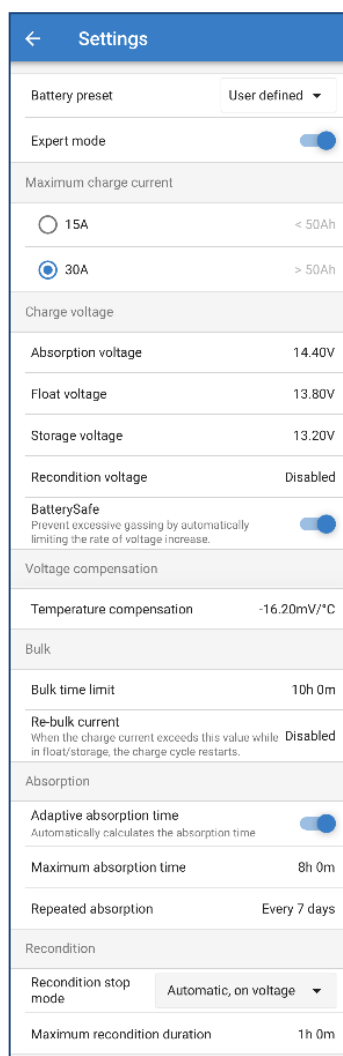 Settings
Battery preset User defined
Expert mode
Maximum charge current
15A < 50Ah
30A > 50Ah
Charge voltage
Absorption voltage 14.40V
Float voltage 13.80V
Storage voltage 13.20V
Recondition voltage Disabled
BatterySafe
Prevent excessive gassing by automatically
limiting the rate of voltage increase.
Voltage compensation
Temperature compensation -16.20mV/°C
Bulk
Bulk time limit 10h 0m
Re-bulk current
When the charge current exceeds this value while Disabled
in float/storage, the charge cycle restarts.
Absorption
Adaptive absorption time
Automatically calculates the absorption time
Maximum absorption time 8h 0m
Repeated absorption Every 7 days
Recondition
Recondition stop
mode Automatic, on voltage
Maximum recondition duration 1h 0m